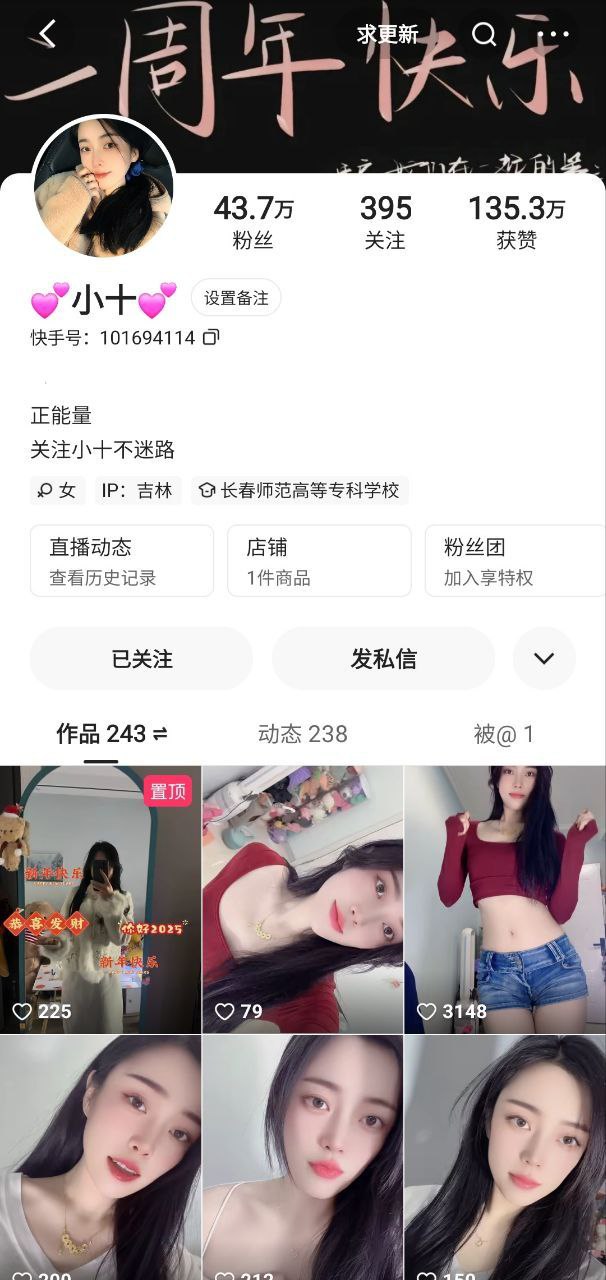 二周年快乐
求更新
43.7万 395 135.3万
粉丝 关注 获赞
小十 设置备注
快手号：101694114
正能量
关注小十不迷路
女 IP：吉林 长春师范高等专科学校
直播动态 店铺 粉丝团
查看历史记录 1件商品 加入享特权
已关注 发私信
作品 243 动态 238 被@ 1
置顶
新年快乐
恭喜发财
你好2025
新年快乐
225 79 3148